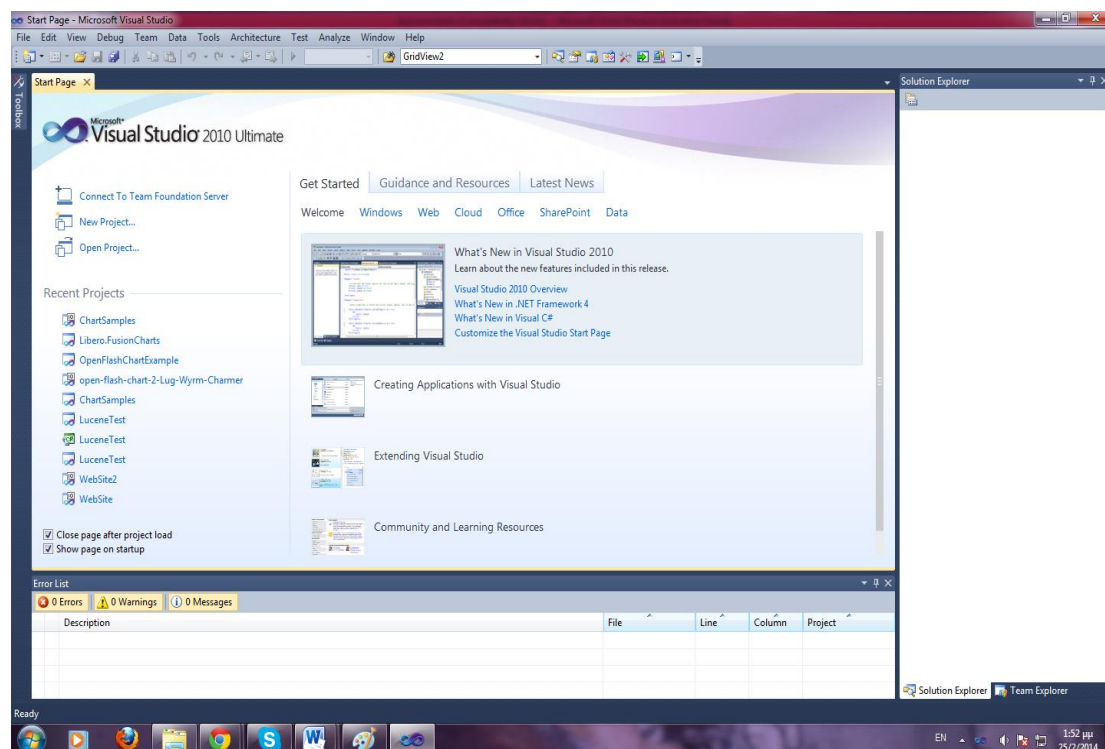 Start Page - Microsoft Visual Studio
File Edit View Debug Team Data Tools Architecture Test Analyze Window Help
GridView2
Toolbox
Start Page
Solution Explorer
Microsoft
Visual Studio 2010 Ultimate
Connect To Team Foundation Server
New Project...
Open Project...
Recent Projects
ChartSamples
Libero.FusionCharts
OpenFlashChartExample
open-flash-chart-2-Lug-Wyrm-Charmer
ChartSamples
LuceneTest
LuceneTest
LuceneTest
WebSite2
WebSite
Close page after project load
Show page on startup
Get Started Guidance and Resources Latest News
Welcome Windows Web Cloud Office SharePoint Data
What's New in Visual Studio 2010
Learn about the new features included in this release.
Visual Studio 2010 Overview
What's New in .NET Framework 4
What's New in Visual C#
Customize the Visual Studio Start Page
Creating Applications with Visual Studio
Extending Visual Studio
Community and Learning Resources
Error List
0 Errors 0 Warnings 0 Messages
Description File Line Column Project
Solution Explorer Team Explorer
Ready
EN 1:52 μμ
25/2/2014